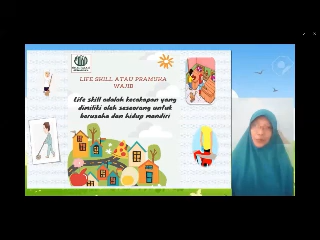 LIFE SKILL ATAU PRAMUKA
WAJIB
Life skill adalah kecakapan yang
dimiliki oleh seseorang untuk
berusaha dan hidup mandiri